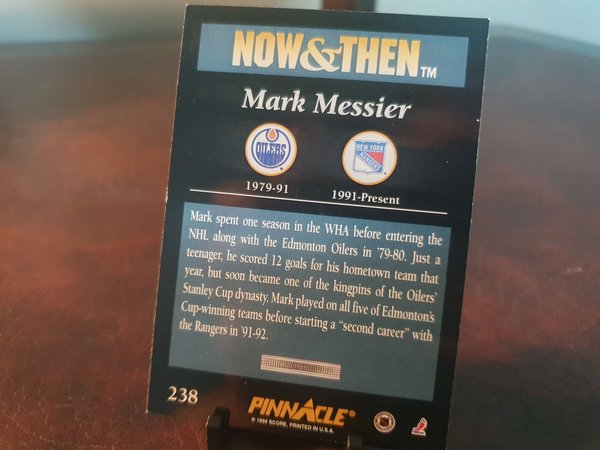 NOW&THEN™
Mark Messier
OILERS
NEW YORK
RANGERS
1979-91
1991-Present
Mark spent one season in the WHA before entering the
NHL along with the Edmonton Oilers in '79-80. Just a
teenager, he scored 12 goals for his hometown team that
year, but soon became one of the kingpins of the Oilers'
Stanley Cup dynasty. Mark played on all five of Edmonton's
Cup-winning teams before starting a “second career” with
the Rangers in '91-92.
238
PINNACLE®
© 1994 SCORE. PRINTED IN U.S.A.